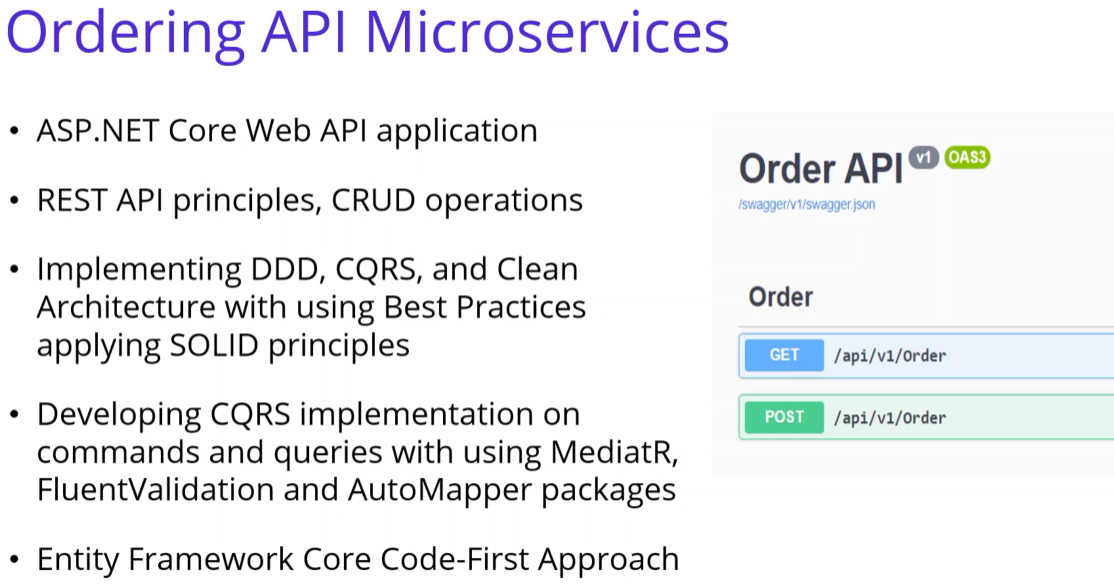 Ordering API Microservices
• ASP.NET Core Web API application
• REST API principles, CRUD operations
• Implementing DDD, CQRS, and Clean
Architecture with using Best Practices
applying SOLID principles
• Developing CQRS implementation on
commands and queries with using MediatR,
FluentValidation and AutoMapper packages
• Entity Framework Core Code-First Approach
Order API v1 OAS3
/swagger/v1/swagger.json
Order
GET /api/v1/Order
POST /api/v1/Order